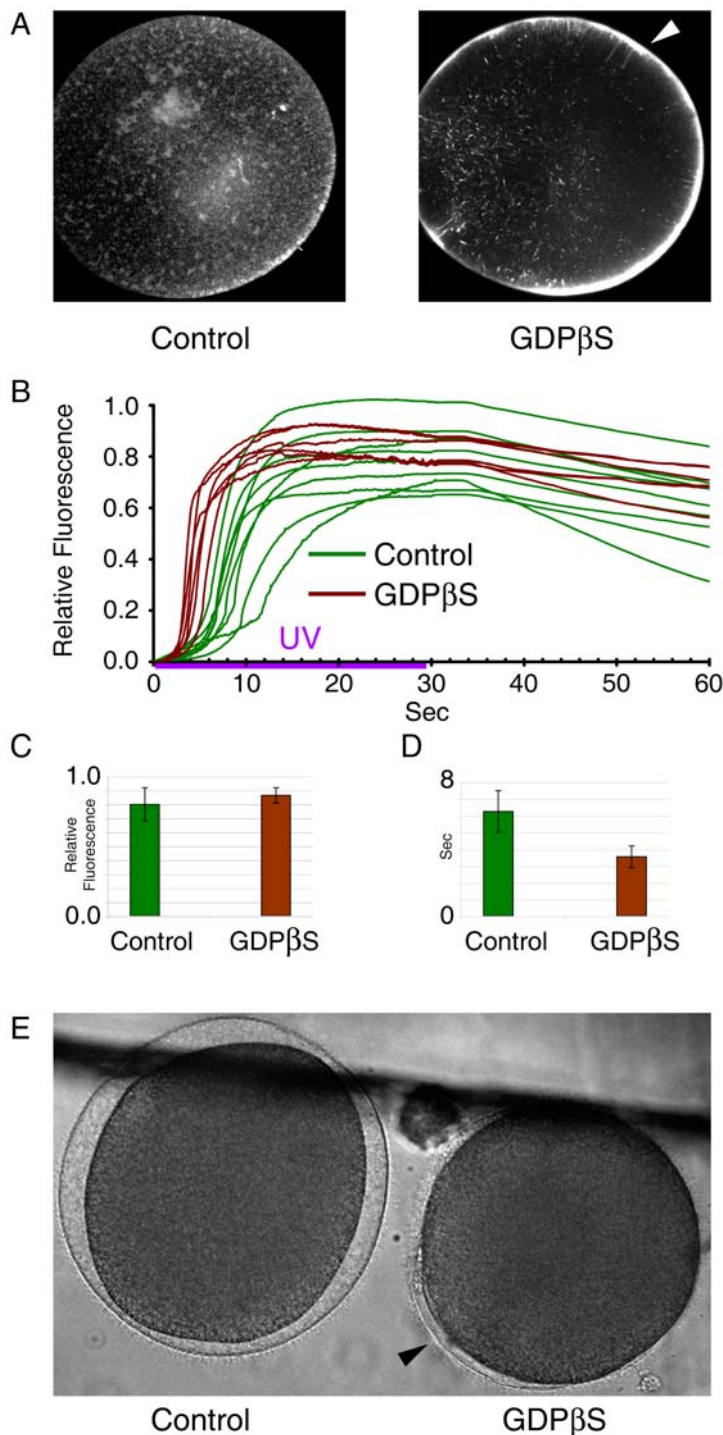 A
Control
GDPβS
B
Relative Fluorescence
1.0
0.8
0.6
0.4
0.2
0.0
Control
GDPβS
UV
0
10
20
30
40
50
60
Sec
C
Relative
Fluorescence
1.0
0.0
Control
GDPβS
D
Sec
8
0
Control
GDPβS
E
Control
GDPβS